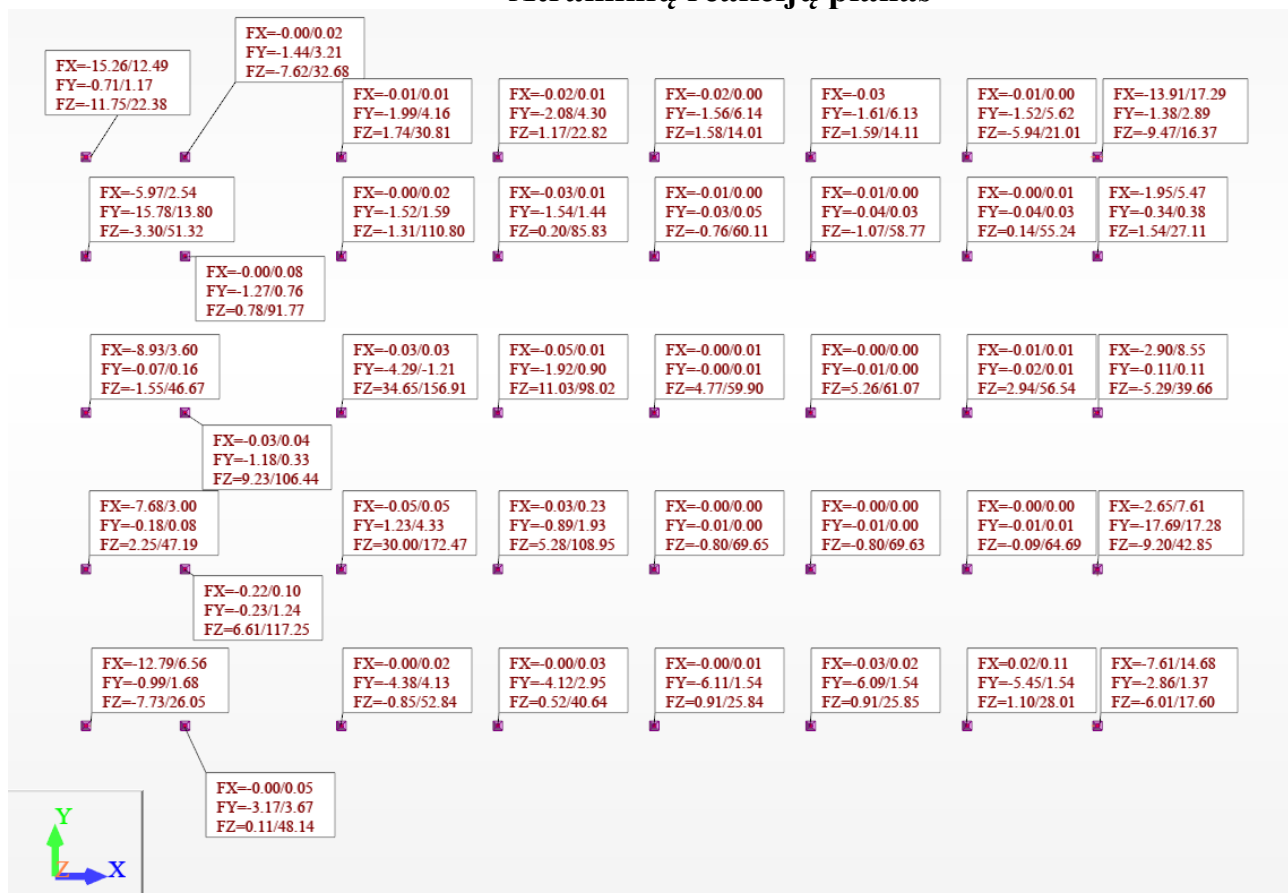 Atraminių reakcijų planas
FX=-15.26/12.49
FY=-0.71/1.17
FZ=-11.75/22.38
FX=-0.00/0.02
FY=-1.44/3.21
FZ=-7.62/32.68
FX=-0.01/0.01
FY=-1.99/4.16
FZ=1.74/30.81
FX=-0.02/0.01
FY=-2.08/4.30
FZ=1.17/22.82
FX=-0.02/0.00
FY=-1.56/6.14
FZ=1.58/14.01
FX=-0.03
FY=-1.61/6.13
FZ=1.59/14.11
FX=-0.01/0.00
FY=-1.52/5.62
FZ=-5.94/21.01
FX=-13.91/17.29
FY=-1.38/2.89
FZ=-9.47/16.37
FX=-5.97/2.54
FY=-15.78/13.80
FZ=-3.30/51.32
FX=-0.00/0.08
FY=-1.27/0.76
FZ=0.78/91.77
FX=-0.00/0.02
FY=-1.52/1.59
FZ=-1.31/110.80
FX=-0.03/0.01
FY=-1.54/1.44
FZ=0.20/85.83
FX=-0.01/0.00
FY=-0.03/0.05
FZ=-0.76/60.11
FX=-0.01/0.00
FY=-0.04/0.03
FZ=-1.07/58.77
FX=-0.00/0.01
FY=-0.04/0.03
FZ=0.14/55.24
FX=-1.95/5.47
FY=-0.34/0.38
FZ=1.54/27.11
FX=-8.93/3.60
FY=-0.07/0.16
FZ=-1.55/46.67
FX=-0.03/0.04
FY=-1.18/0.33
FZ=9.23/106.44
FX=-0.03/0.03
FY=-4.29/-1.21
FZ=34.65/156.91
FX=-0.05/0.01
FY=-1.92/0.90
FZ=11.03/98.02
FX=-0.00/0.01
FY=-0.00/0.01
FZ=4.77/59.90
FX=-0.00/0.00
FY=-0.01/0.00
FZ=5.26/61.07
FX=-0.01/0.01
FY=-0.02/0.01
FZ=2.94/56.54
FX=-2.90/8.55
FY=-0.11/0.11
FZ=-5.29/39.66
FX=-7.68/3.00
FY=-0.18/0.08
FZ=2.25/47.19
FX=-0.22/0.10
FY=-0.23/1.24
FZ=6.61/117.25
FX=-0.05/0.05
FY=1.23/4.33
FZ=30.00/172.47
FX=-0.03/0.23
FY=-0.89/1.93
FZ=5.28/108.95
FX=-0.00/0.00
FY=-0.01/0.00
FZ=-0.80/69.65
FX=-0.00/0.00
FY=-0.01/0.00
FZ=-0.80/69.63
FX=-0.00/0.00
FY=-0.01/0.01
FZ=-0.09/64.69
FX=-2.65/7.61
FY=-17.69/17.28
FZ=-9.20/42.85
FX=-12.79/6.56
FY=-0.99/1.68
FZ=-7.73/26.05
FX=-0.00/0.05
FY=-3.17/3.67
FZ=0.11/48.14
FX=-0.00/0.02
FY=-4.38/4.13
FZ=-0.85/52.84
FX=-0.00/0.03
FY=-4.12/2.95
FZ=0.52/40.64
FX=-0.00/0.01
FY=-6.11/1.54
FZ=0.91/25.84
FX=-0.03/0.02
FY=-6.09/1.54
FZ=0.91/25.85
FX=0.02/0.11
FY=-5.45/1.54
FZ=1.10/28.01
FX=-7.61/14.68
FY=-2.86/1.37
FZ=-6.01/17.60
Y
Z
X